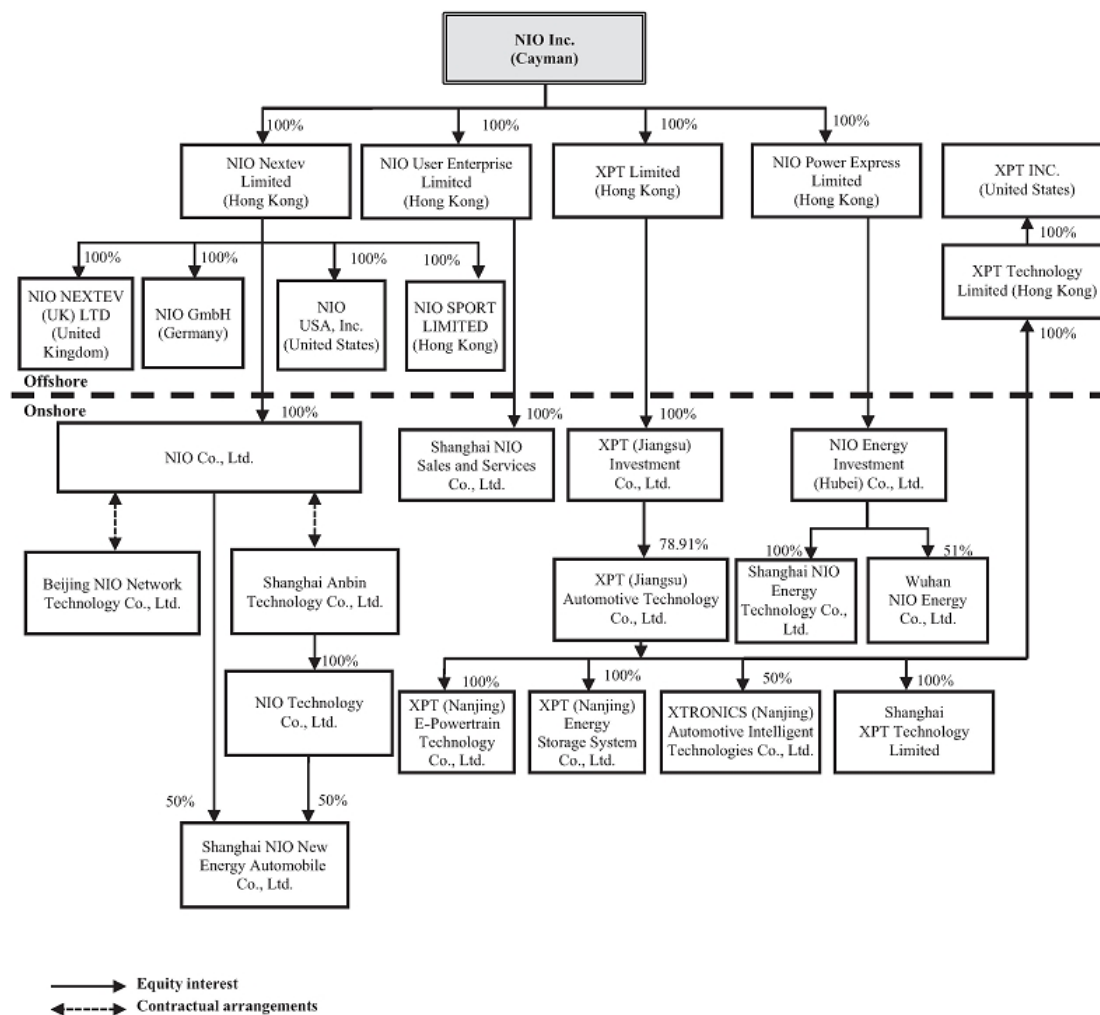 NIO Inc.
(Cayman)
100%
100%
100%
100%
NIO Nextev
Limited
(Hong Kong)
NIO User Enterprise
Limited
(Hong Kong)
XPT Limited
(Hong Kong)
NIO Power Express
Limited
(Hong Kong)
XPT INC.
(United States)
100%
XPT Technology
Limited (Hong Kong)
100%
100%
100%
100%
100%
NIO NEXTEV
(UK) LTD
(United
Kingdom)
NIO GmbH
(Germany)
NIO
USA, Inc.
(United States)
NIO SPORT
LIMITED
(Hong Kong)
Offshore
Onshore
100%
100%
100%
NIO Co., Ltd.
Shanghai NIO
Sales and Services
Co., Ltd.
XPT (Jiangsu)
Investment
Co., Ltd.
NIO Energy
Investment
(Hubei) Co., Ltd.
78.91%
100%
51%
Beijing NIO Network
Technology Co., Ltd.
Shanghai Anbin
Technology Co., Ltd.
XPT (Jiangsu)
Automotive Technology
Co., Ltd.
Shanghai NIO
Energy
Technology Co.,
Ltd.
Wuhan
NIO Energy
Co., Ltd.
100%
100%
100%
50%
100%
NIO Technology
Co., Ltd.
XPT (Nanjing)
E-Powertrain
Technology
Co., Ltd.
XPT (Nanjing)
Energy
Storage System
Co., Ltd.
XTRONICS (Nanjing)
Automotive Intelligent
Technologies Co., Ltd.
Shanghai
XPT Technology
Limited
50%
50%
Shanghai NIO New
Energy Automobile
Co., Ltd.
Equity interest
Contractual arrangements